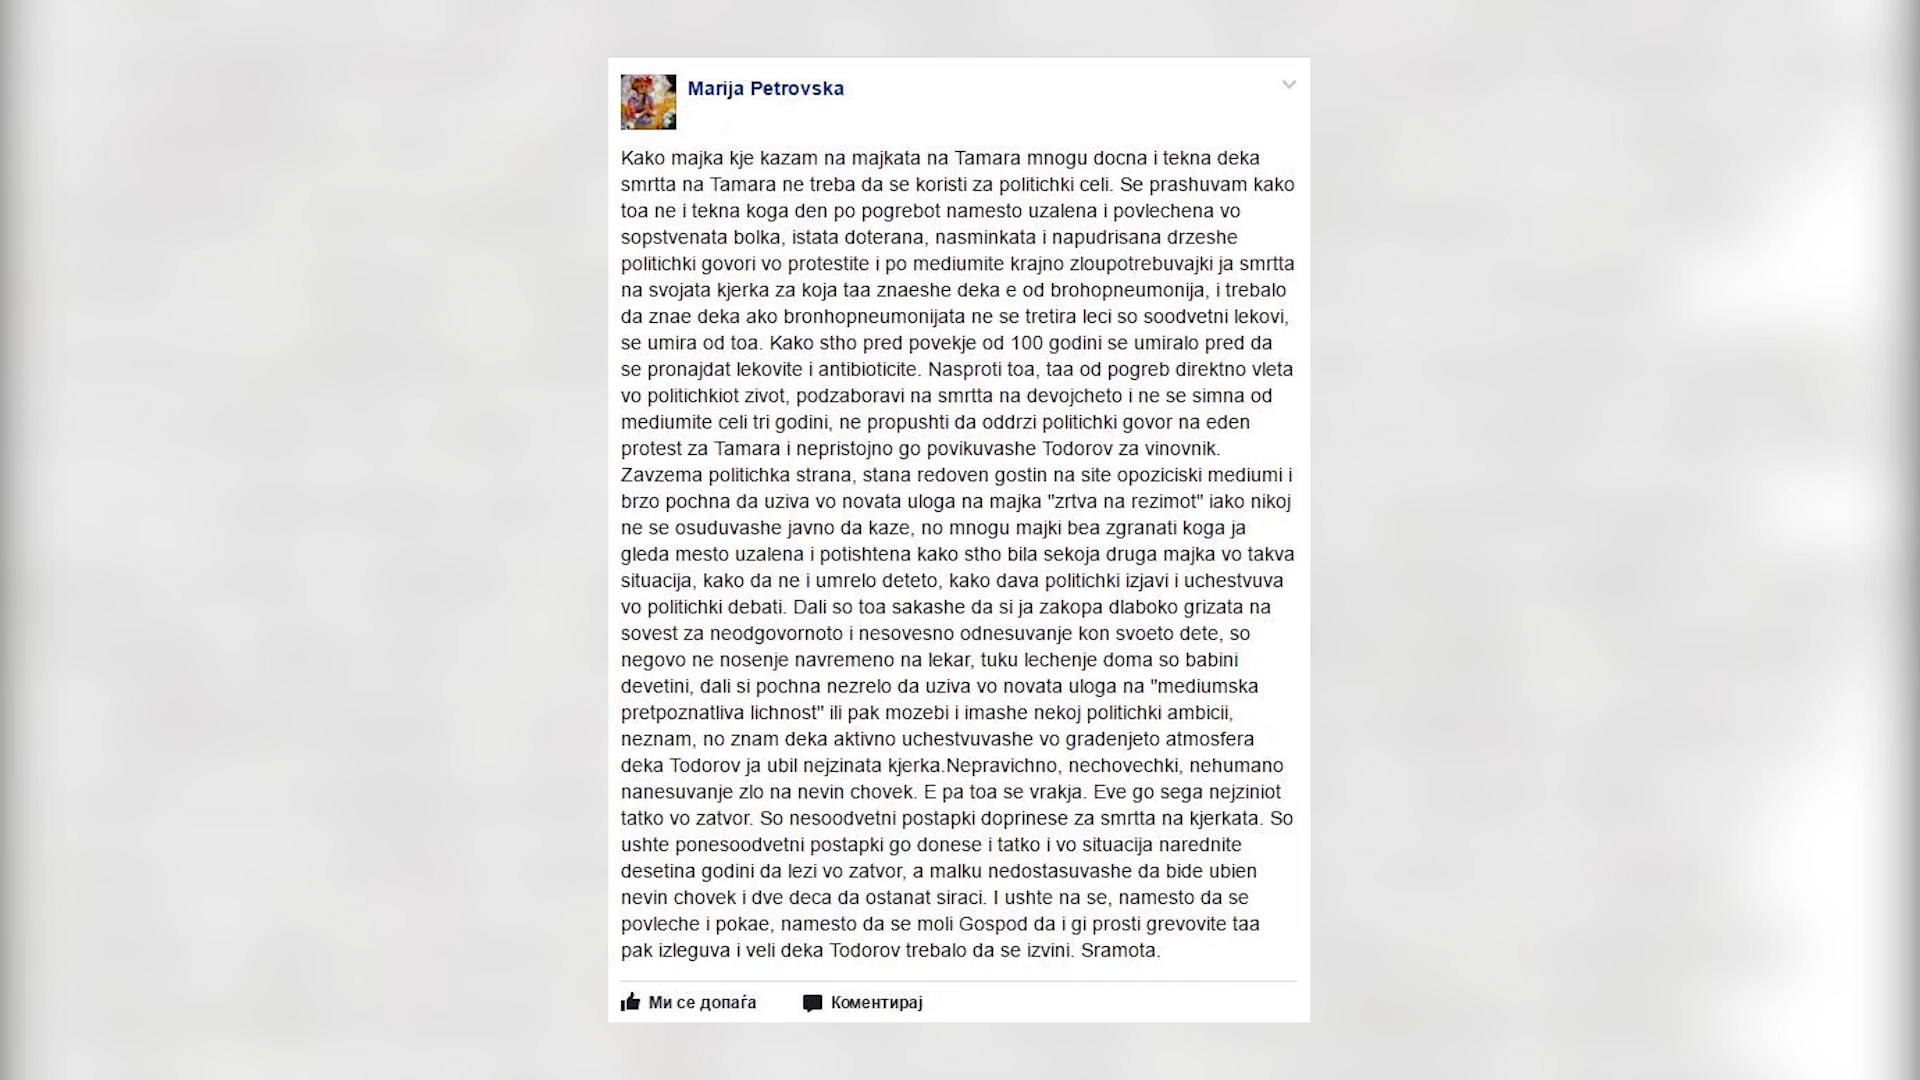 Marija Petrovska
Kako majka kje kazam na majkata na Tamara mnogu docna i tekna deka
smrtta na Tamara ne treba da se koristi za politichki celi. Se prashuvam kako
toa ne i tekna koga den po pogrebot namesto uzalena i povlechena vo
sopstvenata bolka, istata doterana, nasminkata i napudrisana drzeshe
politichki govori vo protestite i po mediumite krajno zloupotrebuvajki ja smrtta
na svojata kjerka za koja taa znaeshe deka e od brohopneumonija, i trebalo
da znae deka ako bronhopneumonijata ne se tretira leci so soodvetni lekovi,
se umira od toa. Kako stho pred povekje od 100 godini se umiralo pred da
se pronajdat lekovite i antibioticite. Nasproti toa, taa od pogreb direktno vleta
vo politichkiot zivot, podzaboravi na smrtta na devojcheto i ne se simna od
mediumite celi tri godini, ne propushti da oddrzi politichki govor na eden
protest za Tamara i nepristojno go povikuvashe Todorov za vinovnik.
Zavzema politichka strana, stana redoven gostin na site opoziciski mediumi i
brzo pochna da uziva vo novata uloga na majka "zrtva na rezimot" iako nikoj
ne se osuduvashe javno da kaze, no mnogu majki bea zgranati koga ja
gleda mesto uzalena i potishtena kako stho bila sekoja druga majka vo takva
situacija, kako da ne i umrelo deteto, kako dava politichki izjavi i uchestvuva
vo politichki debati. Dali so toa sakashe da si ja zakopa dlaboko grizata na
sovest za neodgovornoto i nesovesno odnesuvanje kon svoeto dete, so
negovo ne nosenje navremeno na lekar, tuku lechenje doma so babini
devetini, dali si pochna nezrelo da uziva vo novata uloga na "mediumska
pretpoznatliva lichnost" ili pak mozebi i imashe nekoj politichki ambicii,
neznam, no znam deka aktivno uchestvuvashe vo gradenjeto atmosfera
deka Todorov ja ubil nejzinata kjerka.Nepravichno, nechovechki, nehumano
nanesuvanje zlo na nevin chovek. E pa toa se vrakja. Eve go sega nejziniot
tatko vo zatvor. So nesoodvetni postapki doprinese za smrtta na kjerkata. So
ushte ponesoodvetni postapki go donese i tatko i vo situacija narednite
desetina godini da lezi vo zatvor, a malku nedostasuvashe da bide ubien
nevin chovek i dve deca da ostanat siraci. I ushte na se, namesto da se
povleche i pokae, namesto da se moli Gospod da i gi prosti grevovite taa
pak izleguva i veli deka Todorov trebalo da se izvini. Sramota.
Ми се допаѓа Коментирај